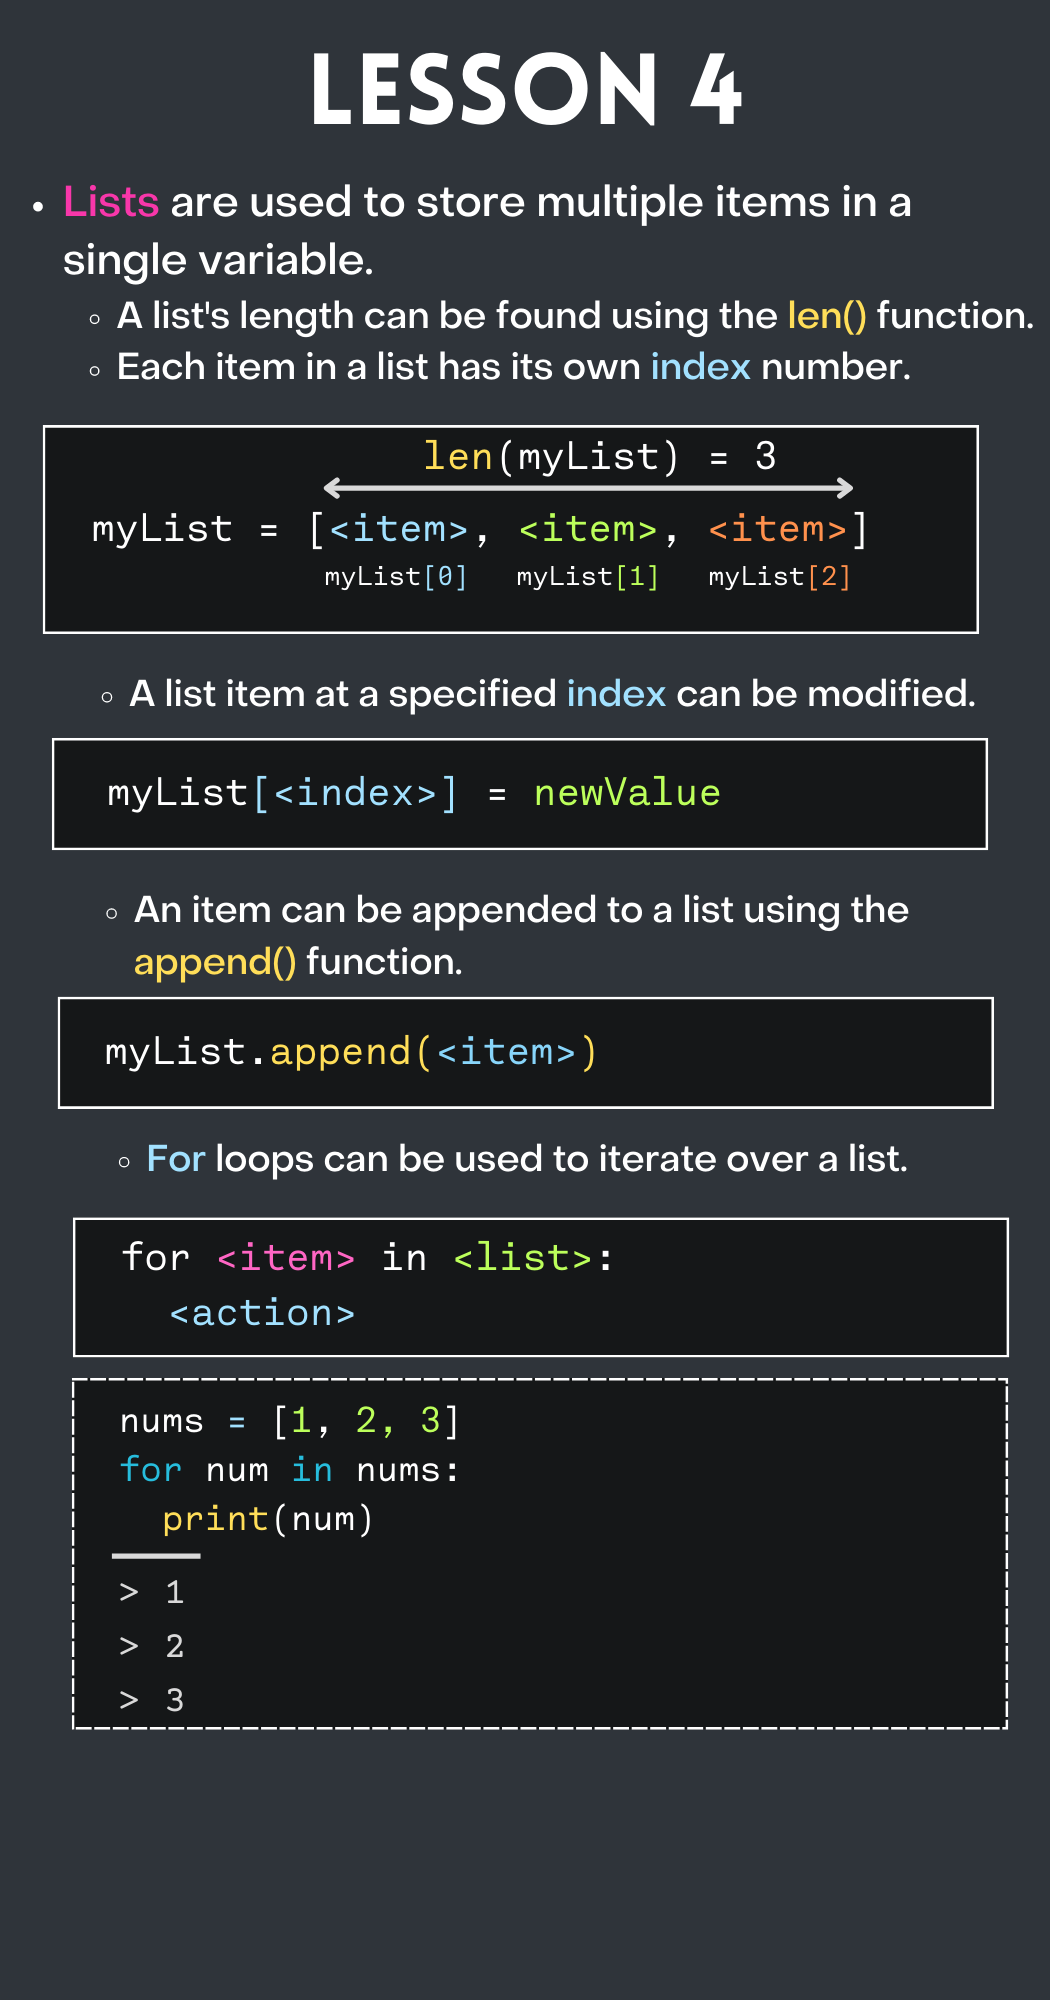 LESSON 4
• Lists are used to store multiple items in a
single variable.
◦ A list's length can be found using the len() function.
◦ Each item in a list has its own index number.
len(myList) = 3
myList = [<item>, <item>, <item>]
myList[0] myList[1] myList[2]
◦ A list item at a specified index can be modified.
myList[<index>] = newValue
◦ An item can be appended to a list using the
append() function.
myList.append(<item>)
◦ For loops can be used to iterate over a list.
for <item> in <list>:
<action>
nums = [1, 2, 3]
for num in nums:
print(num)
> 1
> 2
> 3